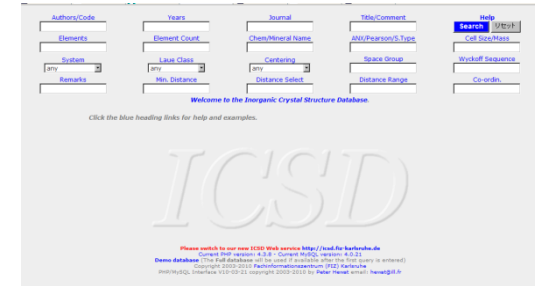 Authors/Code Years Journal Title/Comment Help
Search リセット
Elements Element Count Chem/Mineral Name ANX/Pearson/S.Type Cell Size/Mass
System Laue Class Centering Space Group Wyckoff Sequence
any any any
Remarks Min. Distance Distance Select Distance Range Co-ordin.
Welcome to the Inorganic Crystal Structure Database.
Click the blue heading links for help and examples.
ICSD
Please switch to our new ICSD Web service http://icsd.fiz-karlsruhe.de
Current PHP version: 4.3.8 - Current MySQL version: 4.0.21
Demo database (The Full database will be used if available after the first query is entered)
Copyright 2003-2010 Fachinformationszentrum (FIZ) Karlsruhe
PHP/MySQL Interface copyright 2003-2010 by Peter Hewat email: hewat@ill.fr